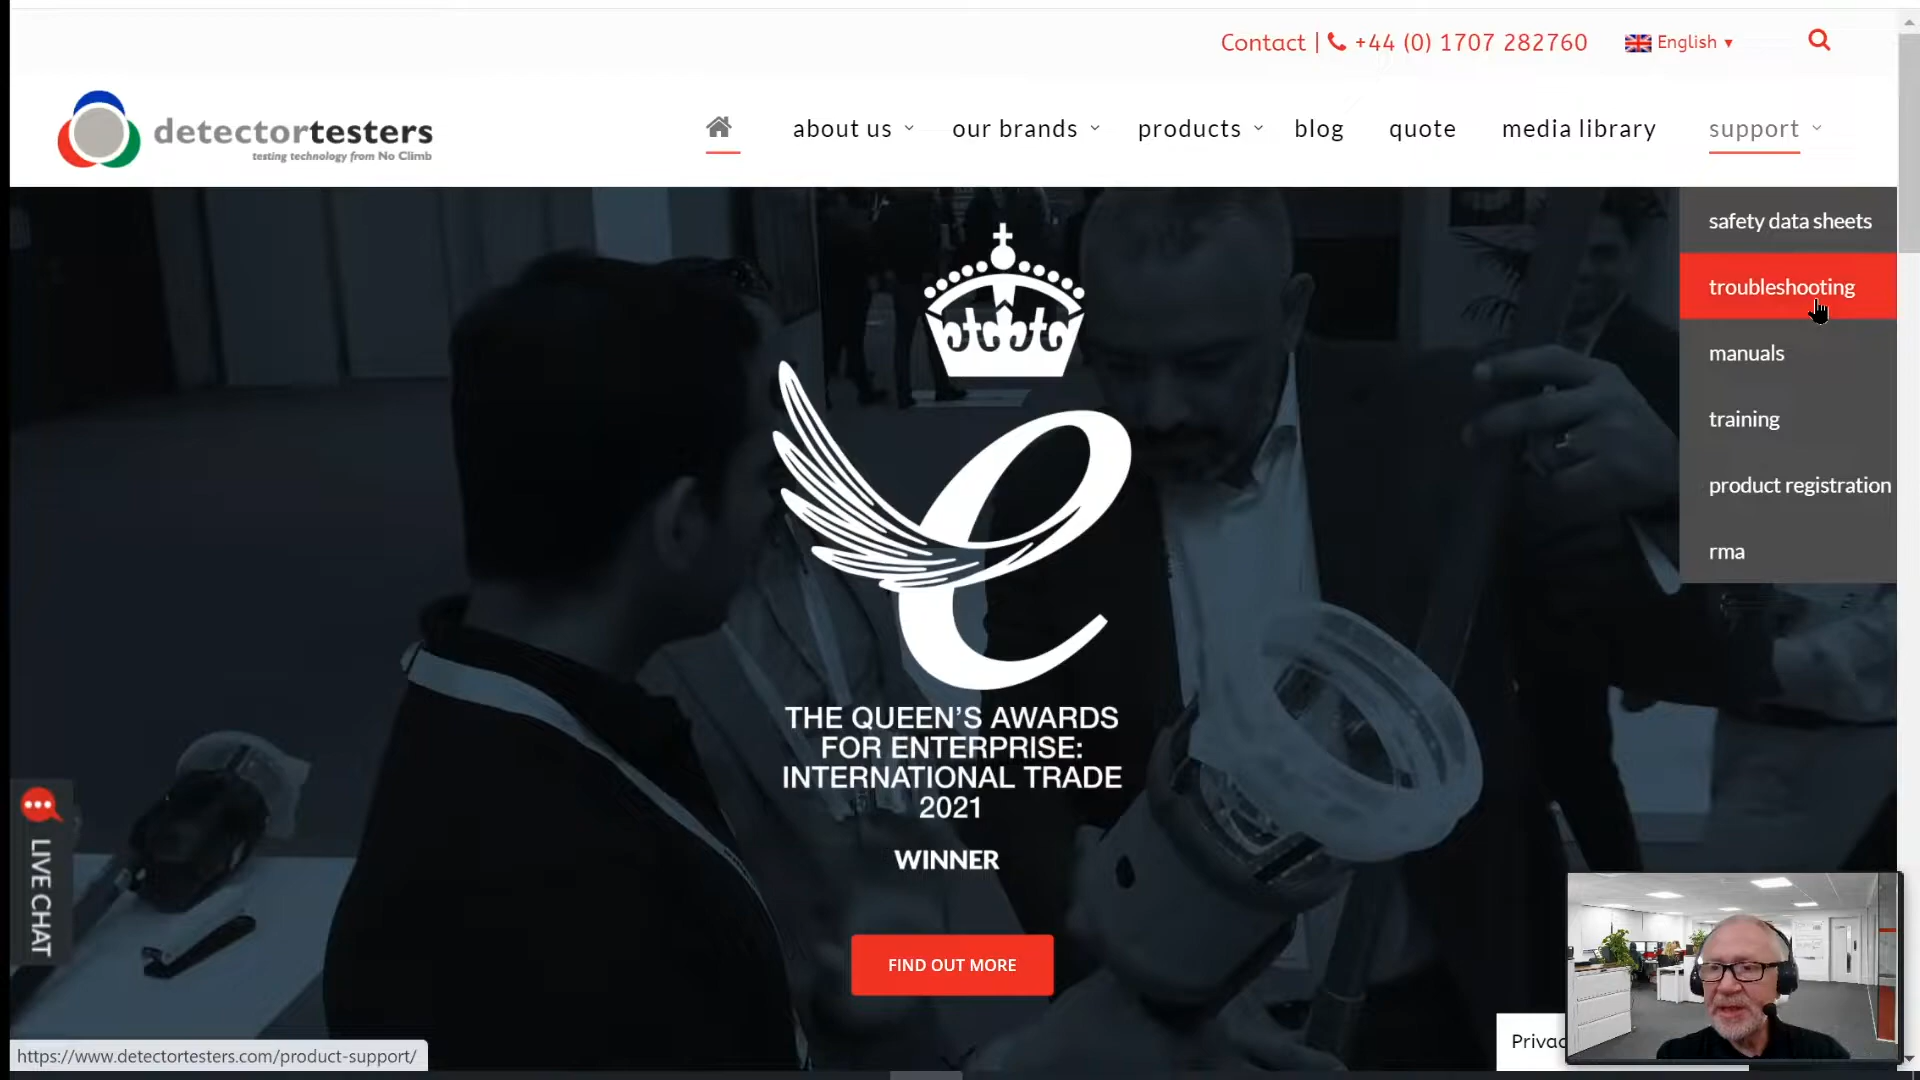 Contact | +44 (0) 1707 282760 English ▾
detectortesters
testing technology from No Climb
about us our brands products blog quote media library support
safety data sheets
troubleshooting
manuals
training
product registration
rma
THE QUEEN'S AWARDS
FOR ENTERPRISE:
INTERNATIONAL TRADE
2021
WINNER
FIND OUT MORE
LIVE CHAT
https://www.detectortesters.com/product-support/